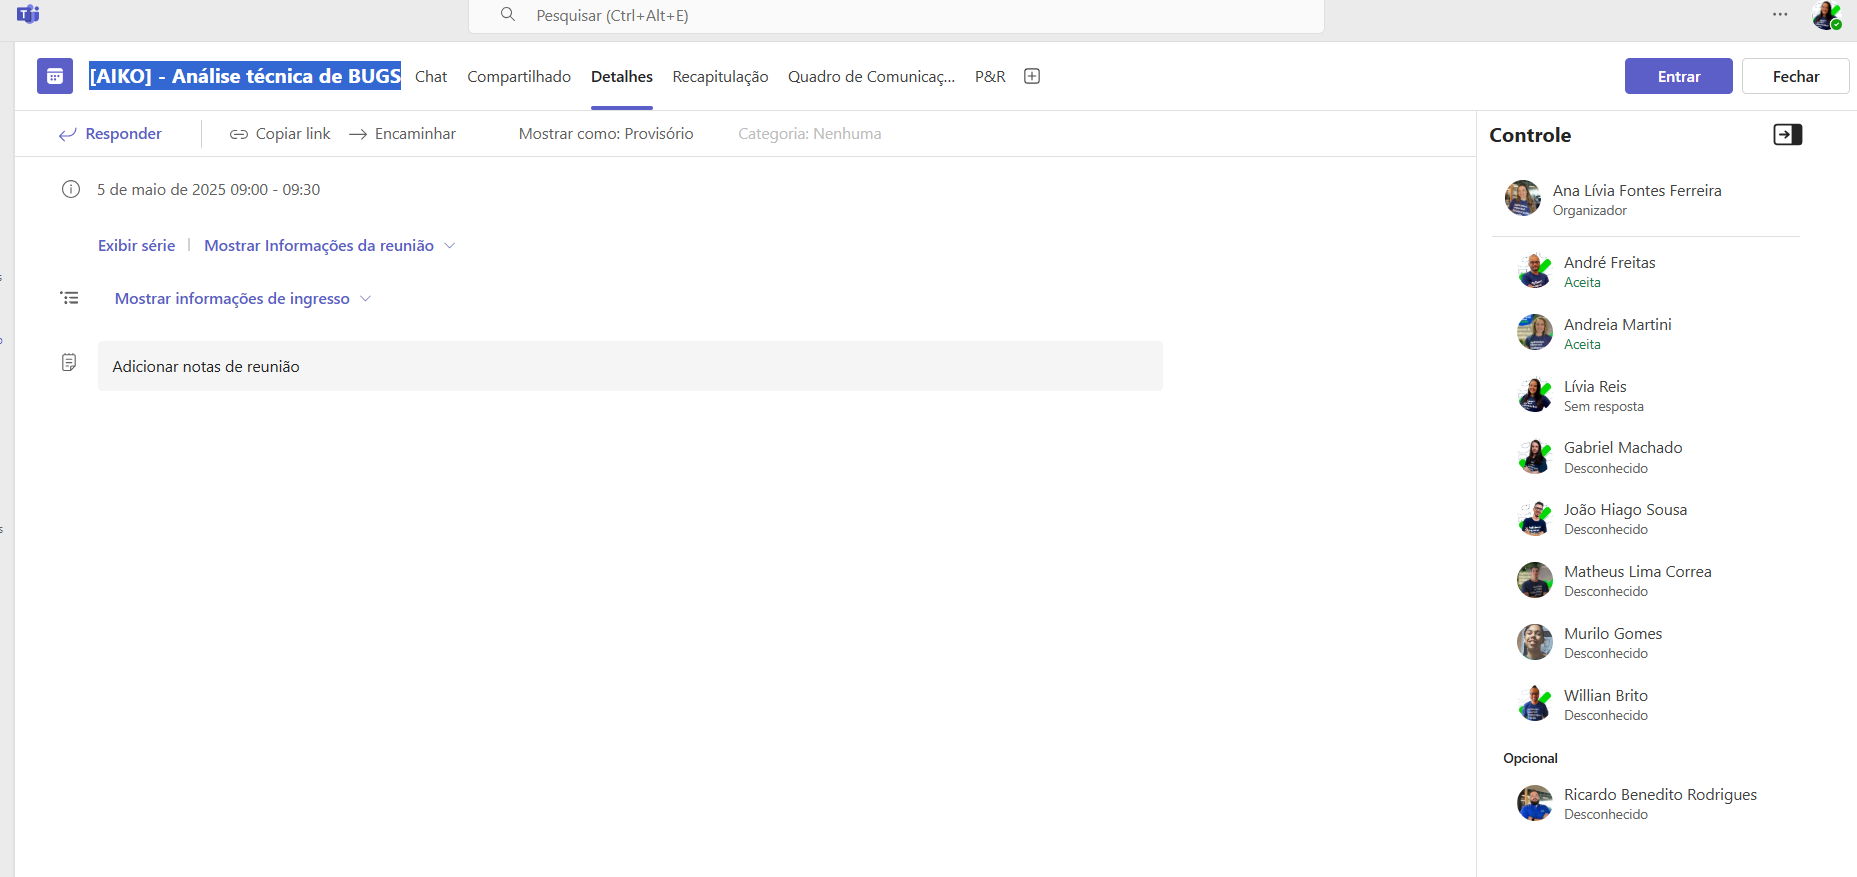 Pesquisar (Ctrl+Alt+E)
[AIKO] - Análise técnica de BUGS
Chat
Compartilhado
Detalhes
Recapitulação
Quadro de Comunicaç...
P&R
Entrar
Fechar
Responder
Copiar link
Encaminhar
Mostrar como: Provisório
Categoria: Nenhuma
5 de maio de 2025 09:00 - 09:30
Exibir série
Mostrar Informações da reunião
Mostrar informações de ingresso
Adicionar notas de reunião
Controle
Ana Lívia Fontes Ferreira
Organizador
André Freitas
Aceita
Andreia Martini
Aceita
Lívia Reis
Sem resposta
Gabriel Machado
Desconhecido
João Hiago Sousa
Desconhecido
Matheus Lima Correa
Desconhecido
Murilo Gomes
Desconhecido
Willian Brito
Desconhecido
Opcional
Ricardo Benedito Rodrigues
Desconhecido